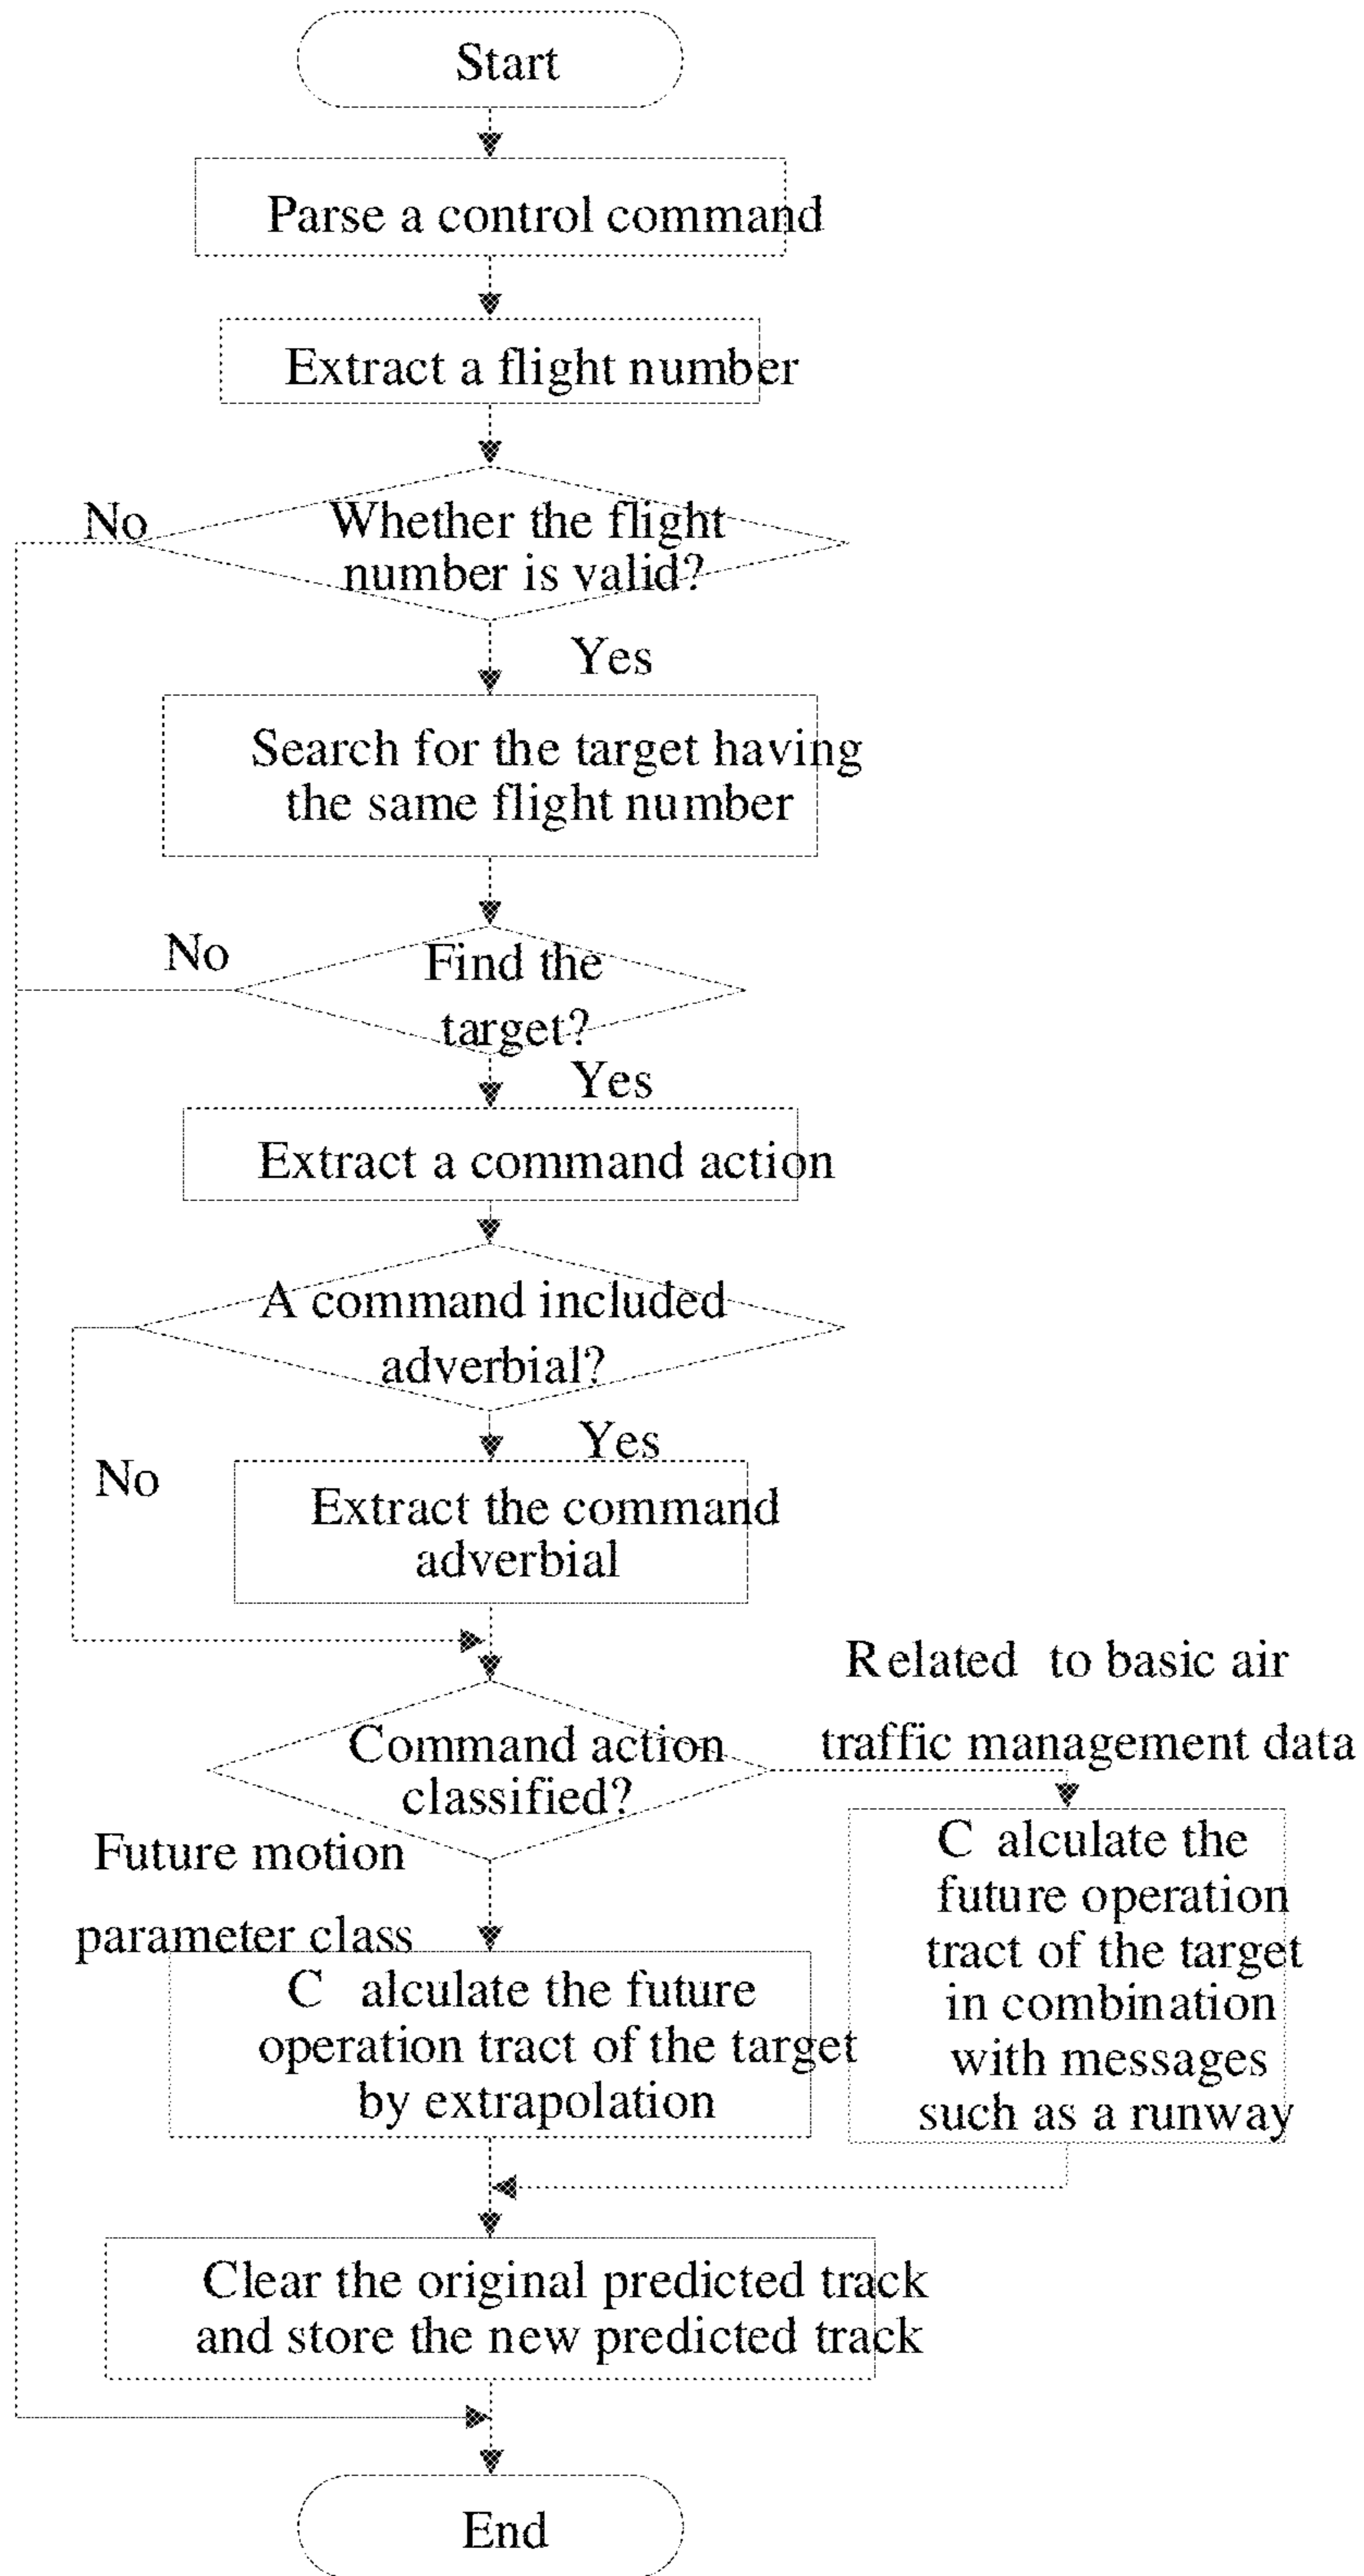 Start
Parse a control command
Extract a flight number
No
Whether the flight
number is valid?
Yes
Search for the target having
the same flight number
No
Find the
target?
Yes
Extract a command action
A command included
adverbial?
Yes
No
Extract the command
adverbial
Related to basic air
traffic management data
Command action
classified?
Future motion
parameter class
C alculate the future
operation tract of the target
by extrapolation
C alculate the
future operation
tract of the target
in combination
with messages
such as a runway
Clear the original predicted track
and store the new predicted track
End